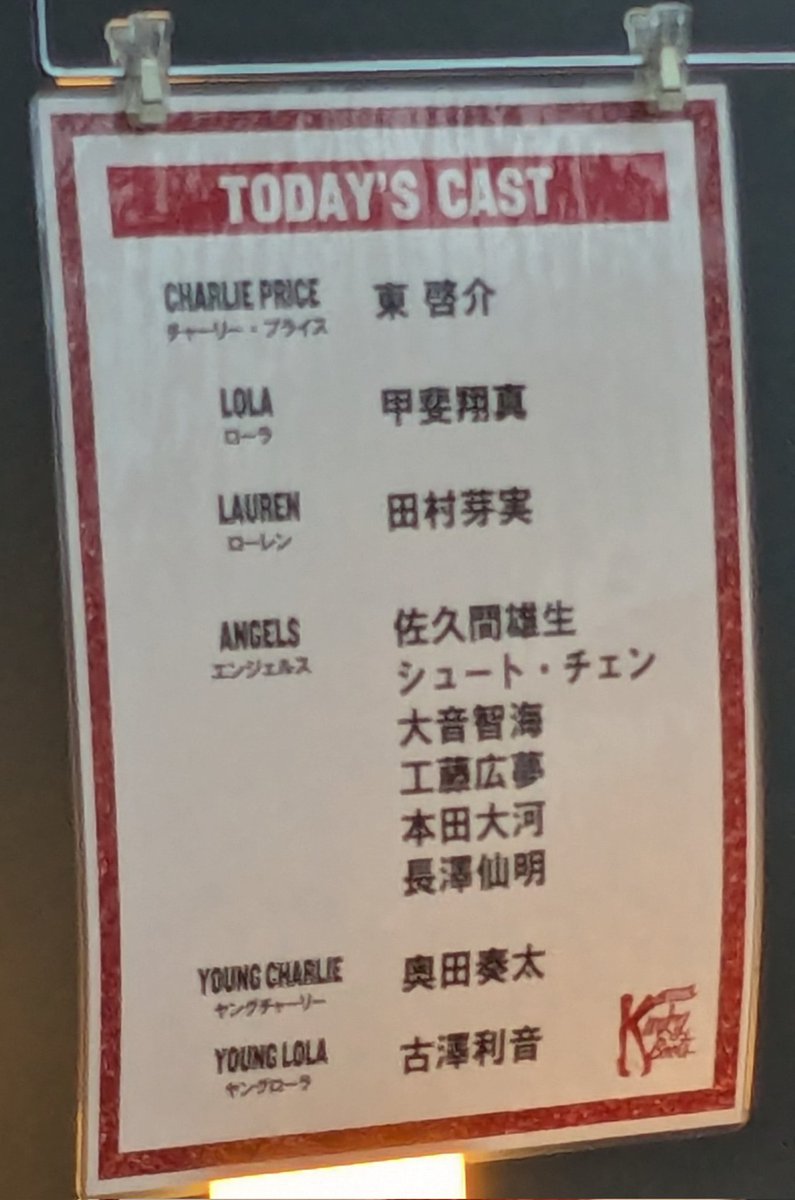 TODAY'S CAST
CHARLIE PRICE 東 啓介
チャーリー・プライス
LOLA 甲斐翔真
ローラ
LAUREN 田村芽実
ローレン
ANGELS 佐久間雄生
エンジェルス シュート・チェン
大音智海
工藤広夢
本田大河
長澤仙明
YOUNG CHARLIE 奥田奏太
ヤングチャーリー
YOUNG LOLA 古澤利音
ヤングローラ
Kinky Boots